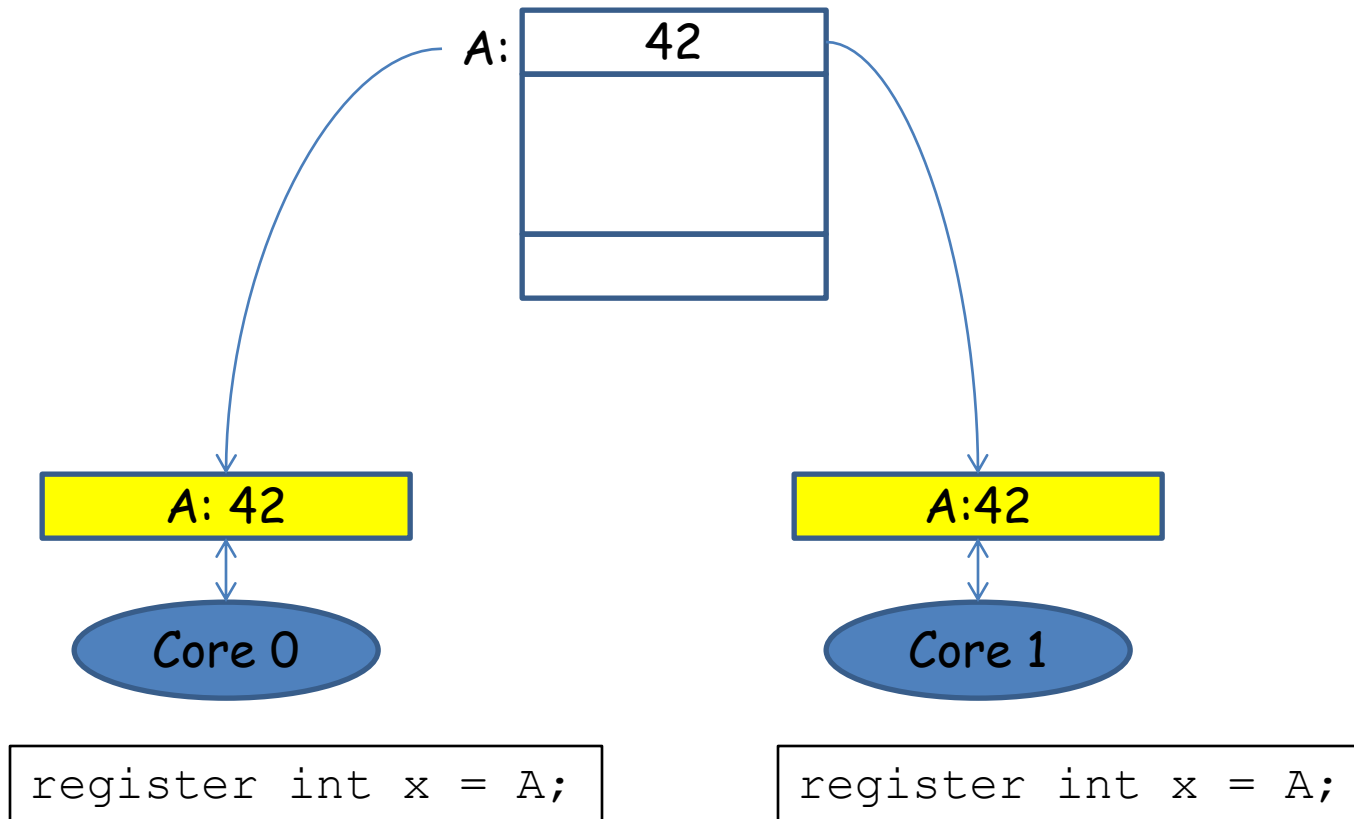 A: 42
A: 42
A:42
Core 0
Core 1
register int x = A;
register int x = A;